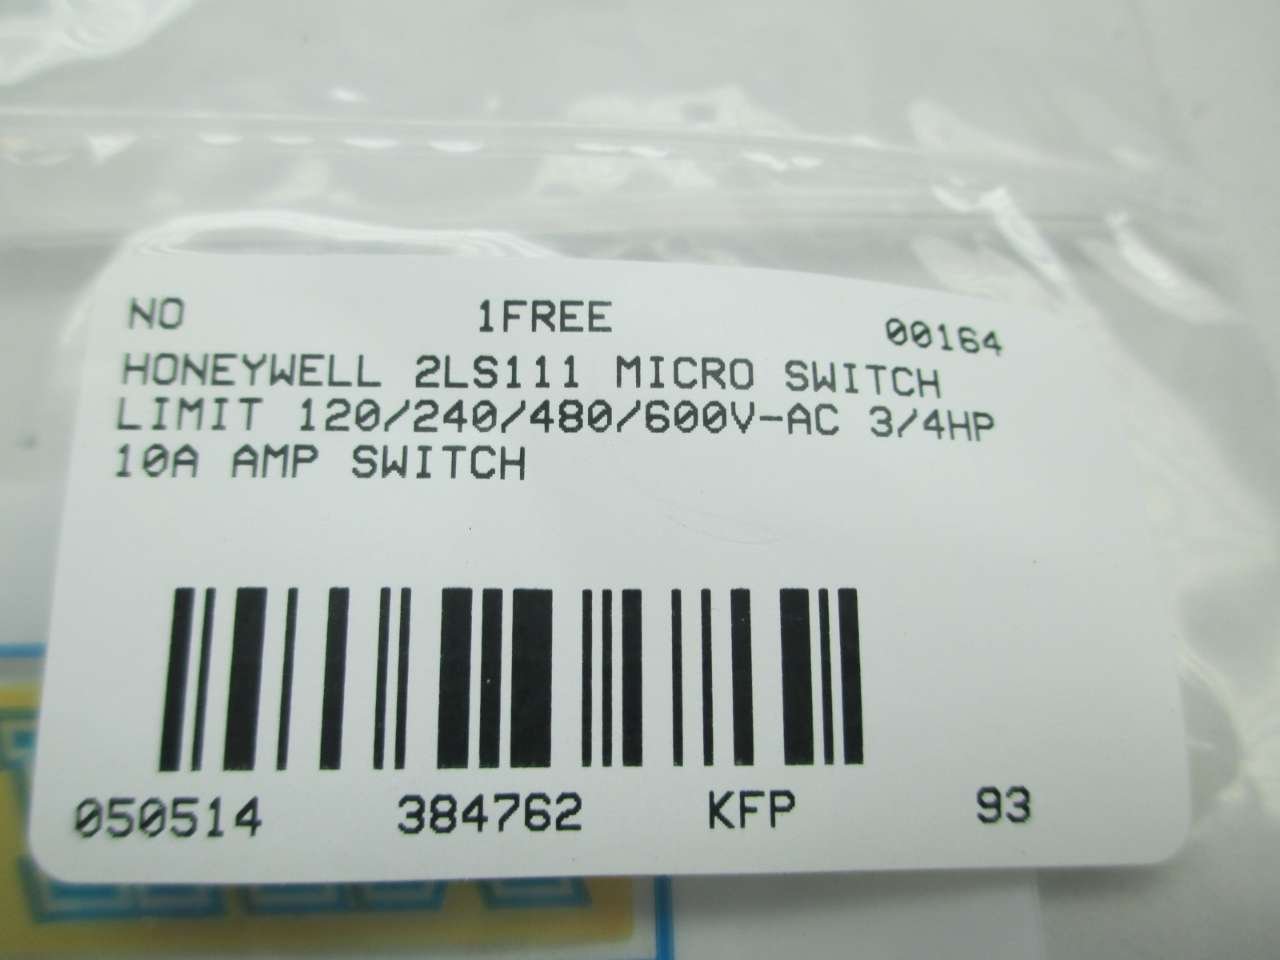 NO 1FREE 00164
HONEYWELL 2LS111 MICRO SWITCH
LIMIT 120/240/480/600V-AC 3/4HP
10A AMP SWITCH
050514 384762 KFP 93